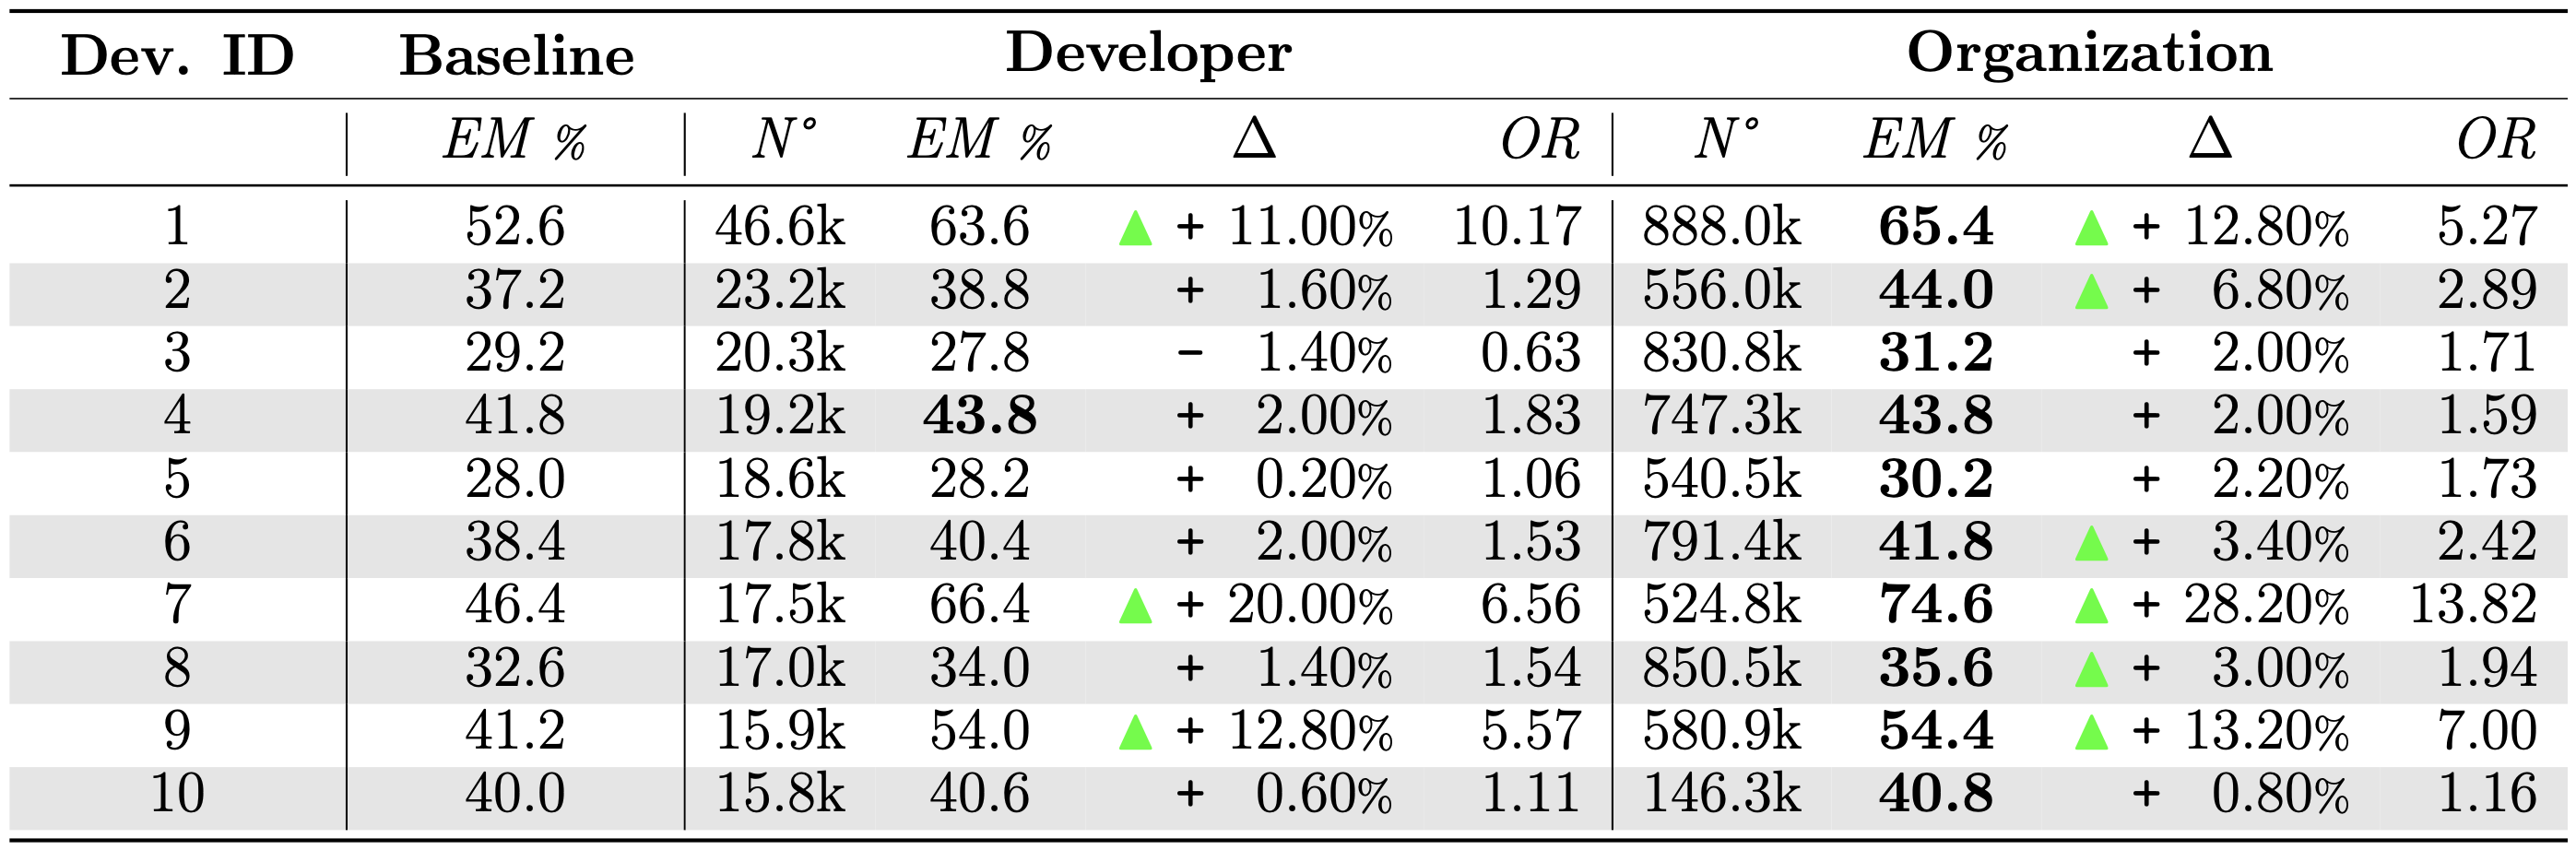 Dev. ID Baseline Developer Organization
EM % N° EM % Δ OR N° EM % Δ OR
1 52.6 46.6k 63.6 ▲ + 11.00% 10.17 888.0k 65.4 ▲ + 12.80% 5.27
2 37.2 23.2k 38.8 + 1.60% 1.29 556.0k 44.0 ▲ + 6.80% 2.89
3 29.2 20.3k 27.8 - 1.40% 0.63 830.8k 31.2 + 2.00% 1.71
4 41.8 19.2k 43.8 + 2.00% 1.83 747.3k 43.8 + 2.00% 1.59
5 28.0 18.6k 28.2 + 0.20% 1.06 540.5k 30.2 + 2.20% 1.73
6 38.4 17.8k 40.4 + 2.00% 1.53 791.4k 41.8 ▲ + 3.40% 2.42
7 46.4 17.5k 66.4 ▲ + 20.00% 6.56 524.8k 74.6 ▲ + 28.20% 13.82
8 32.6 17.0k 34.0 + 1.40% 1.54 850.5k 35.6 ▲ + 3.00% 1.94
9 41.2 15.9k 54.0 ▲ + 12.80% 5.57 580.9k 54.4 ▲ + 13.20% 7.00
10 40.0 15.8k 40.6 + 0.60% 1.11 146.3k 40.8 + 0.80% 1.16